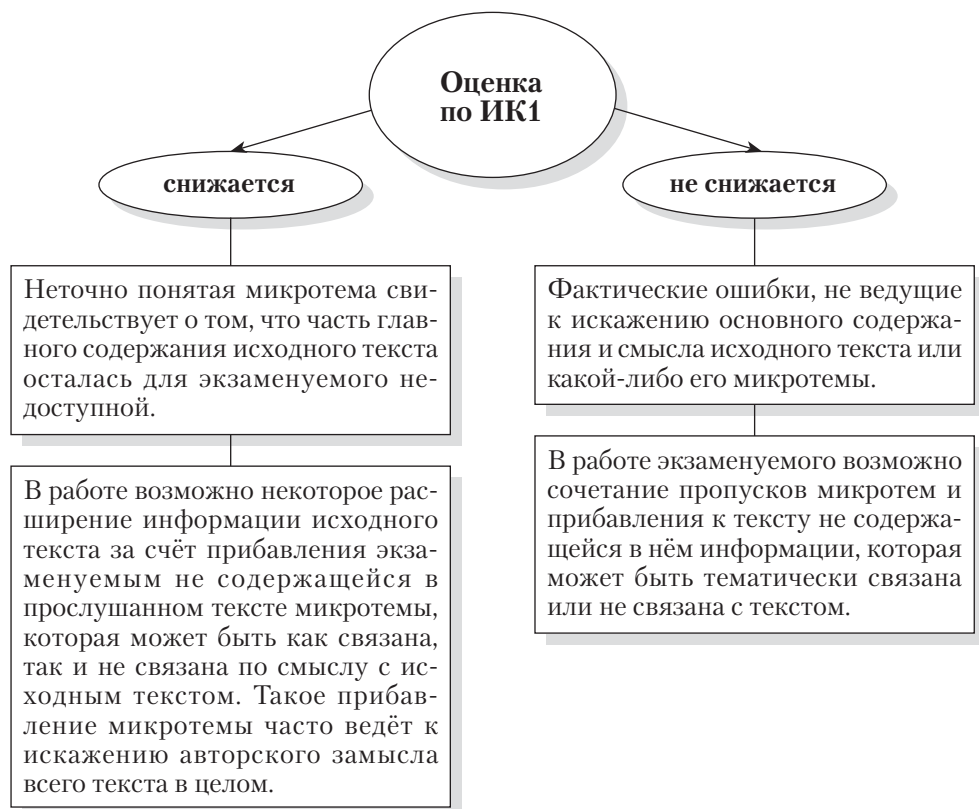 Оценка
по ИК1
снижается
не снижается
Неточно понятая микротема сви-
детельствует о том, что часть глав-
ного содержания исходного текста
осталась для экзаменуемого не-
доступной.
В работе возможно некоторое рас-
ширение информации исходного
текста за счёт прибавления экза-
менуемым не содержащейся в
прослушанном тексте микротемы,
которая может быть как связана,
так и не связана по смыслу с ис-
ходным текстом. Такое прибав-
ление микротемы часто ведёт к
искажению авторского замысла
всего текста в целом.
Фактические ошибки, не ведущие
к искажению основного содержа-
ния и смысла исходного текста или
какой-либо его микротемы.
В работе экзаменуемого возможно
сочетание пропусков микротем и
прибавления к тексту не содержа-
щейся в нём информации, которая
может быть тематически связана
или не связана с текстом.